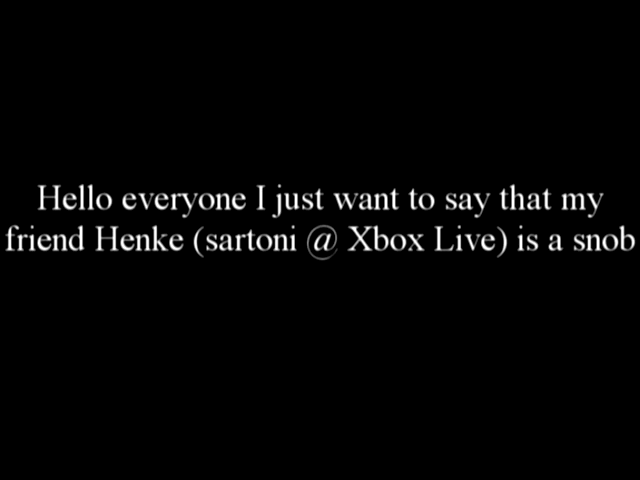 Hello everyone I just want to say that my
friend Henke (sartoni @ Xbox Live) is a snob